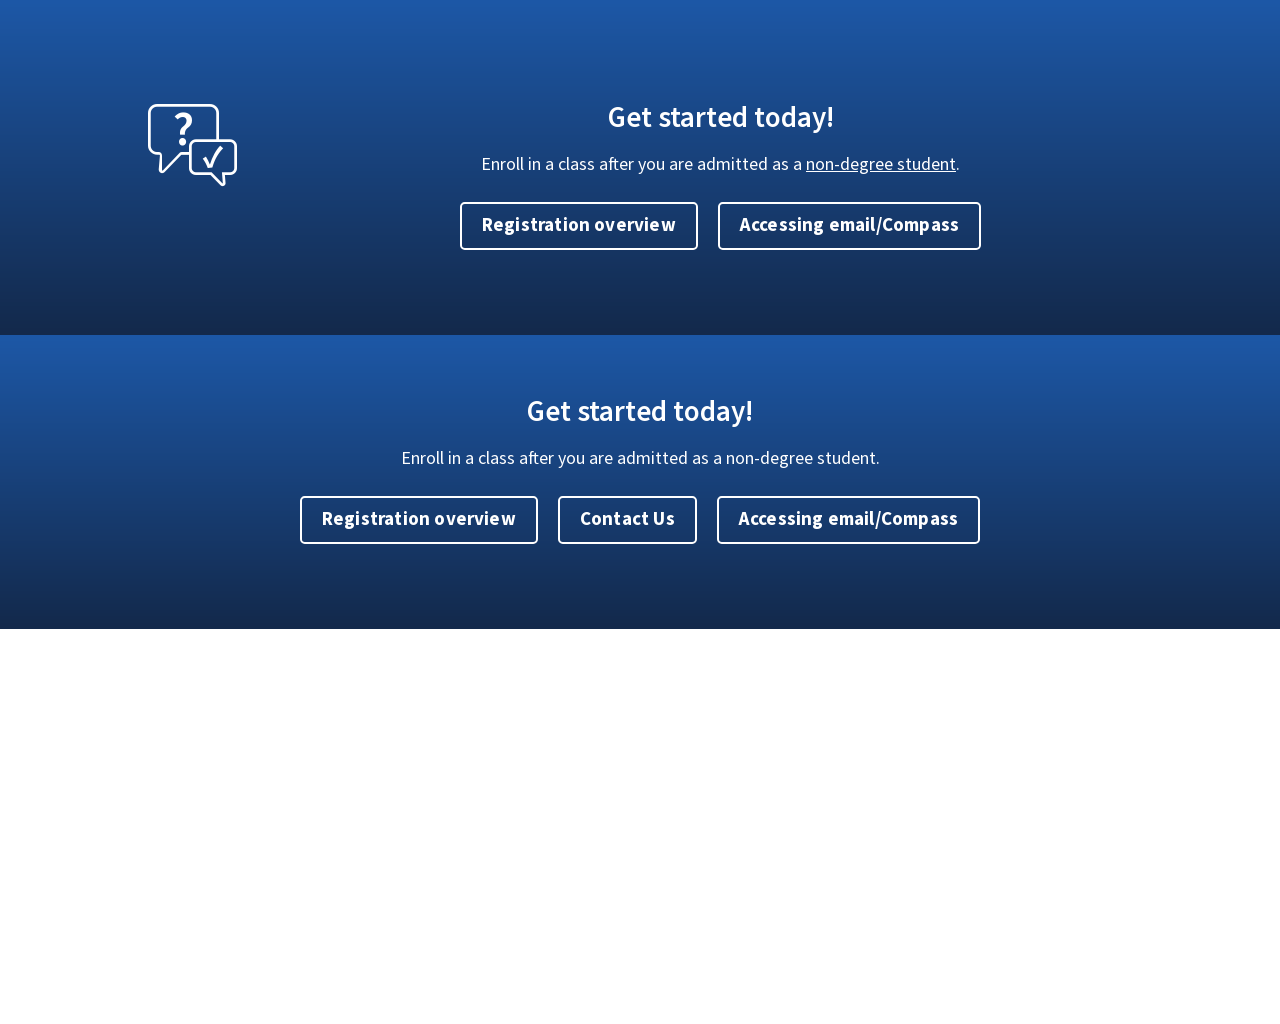 Get started today!
Enroll in a class after you are admitted as a non-degree student.
Registration overview
Accessing email/Compass
Get started today!
Enroll in a class after you are admitted as a non-degree student.
Registration overview
Contact Us
Accessing email/Compass